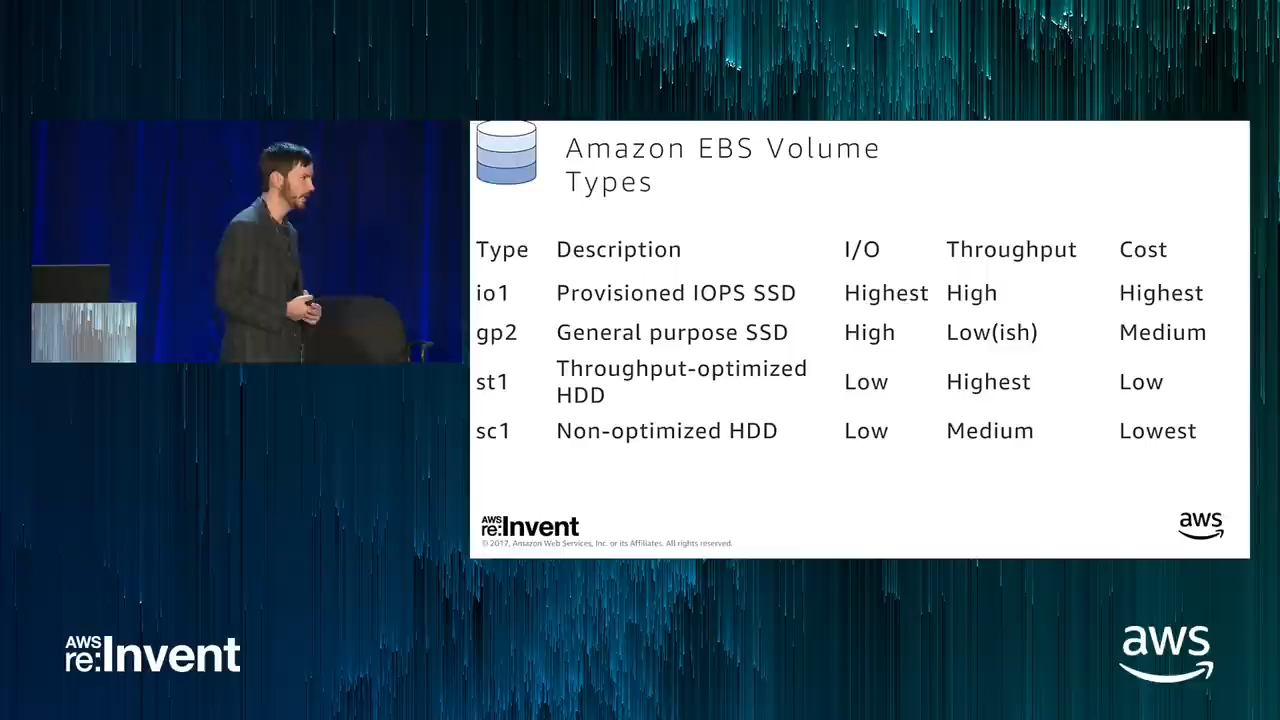 Amazon EBS Volume
Types
Type Description I/O Throughput Cost
io1 Provisioned IOPS SSD Highest High Highest
gp2 General purpose SSD High Low(ish) Medium
st1 Throughput-optimized HDD Low Highest Low
sc1 Non-optimized HDD Low Medium Lowest
AWS
re:Invent
© 2017, Amazon Web Services, Inc. or its Affiliates. All rights reserved.
aws
AWS
re:Invent
aws